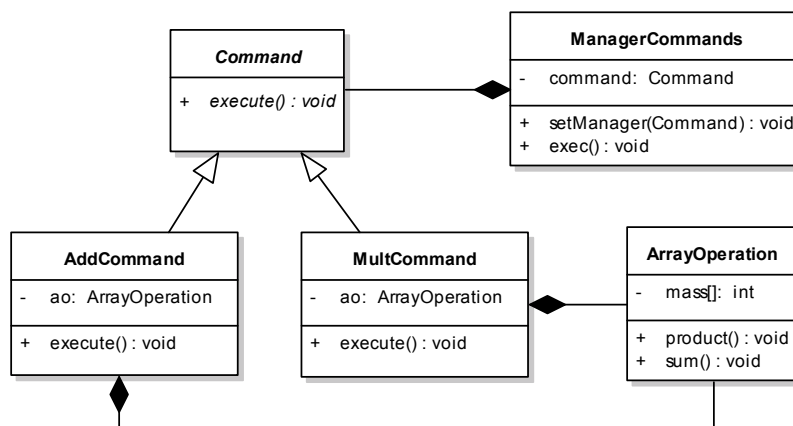 Command
+ execute() : void
ManagerCommands
- command: Command
+ setManager(Command) : void
+ exec() : void
AddCommand
- ao: ArrayOperation
+ execute() : void
MultCommand
- ao: ArrayOperation
+ execute() : void
ArrayOperation
- mass[]: int
+ product() : void
+ sum() : void